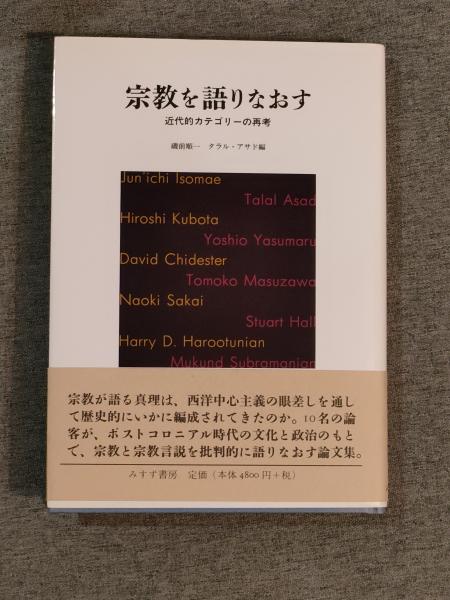 宗教を語りなおす
近代的カテゴリーの再考
磯前順一 タラル・アサド編
Jun'ichi Isomae
Talal Asad
Hiroshi Kubota
Yoshio Yasumaru
David Chidester
Tomoko Masuzawa
Naoki Sakai
Stuart Hall
Harry D. Harootunian
Mukund Subramanian
宗教が語る真理は、西洋中心主義の眼差しを通し
て歴史的にいかに編成されてきたのか。10名の論
客が、ポストコロニアル時代の文化と政治のもと
で、宗教と宗教言説を批判的に語りなおす論文集。
みすず書房 定価（本体 4800円+税）